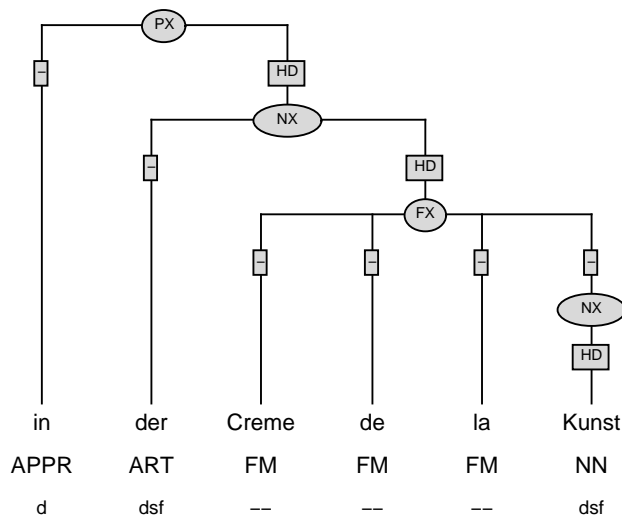 PX
– HD
NX
– HD
FX
– – – –
NX
HD
in der Creme de la Kunst
APPR ART FM FM FM NN
d dsf –– –– –– dsf